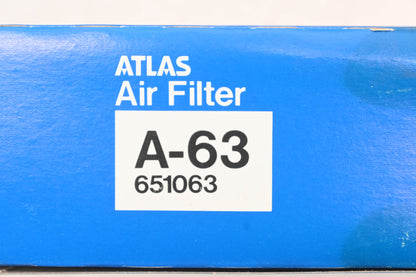 ATLAS
Air Filter
A-63
651063